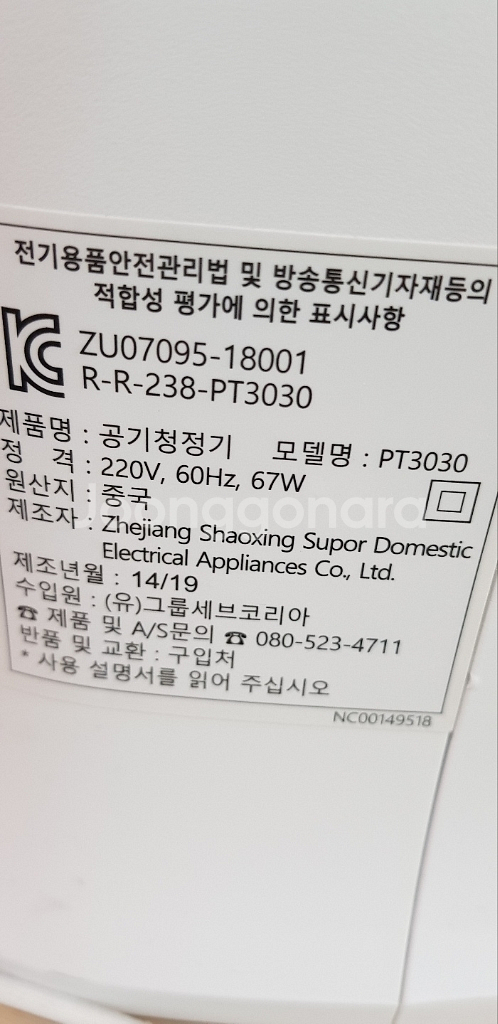 전기용품안전관리법 및 방송통신기자재등의
적합성 평가에 의한 표시사항
ZU07095-18001
R-R-238-PT3030
제품명 : 공기청정기 모델명 : PT3030
정 격 : 220V, 60Hz, 67W
원산지 : 중국
제조자 : Zhejiang Shaoxing Supor Domestic
Electrical Appliances Co., Ltd.
제조년월 : 14/19
수입원 : (유)그룹세브코리아
☎ 제품 및 A/S문의 ☎ 080-523-4711
반품 및 교환 : 구입처
* 사용 설명서를 읽어 주십시오
NC00149518
Joonggonara